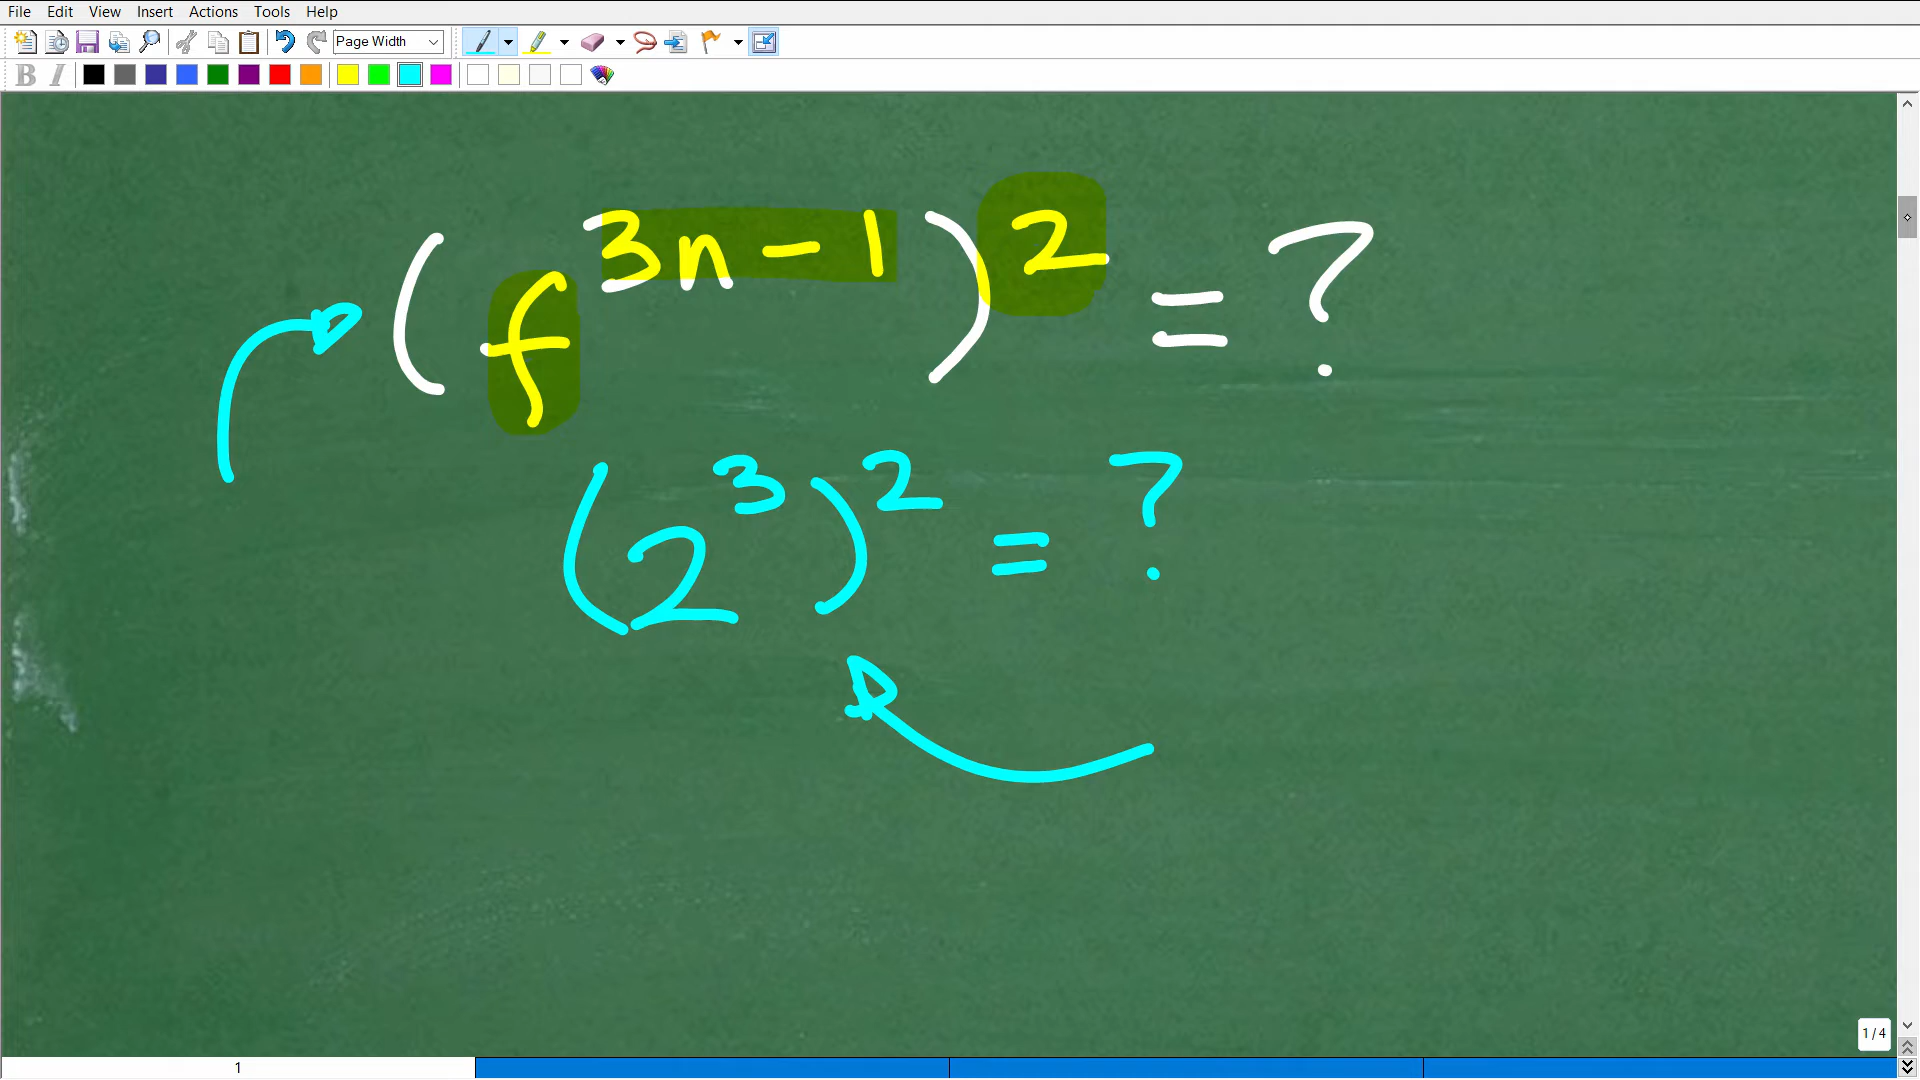 File Edit View Insert Actions Tools Help
Page Width
B I
(f^{3n-1})^2 = ?
(2^3)^2 = ?
1 / 4
1